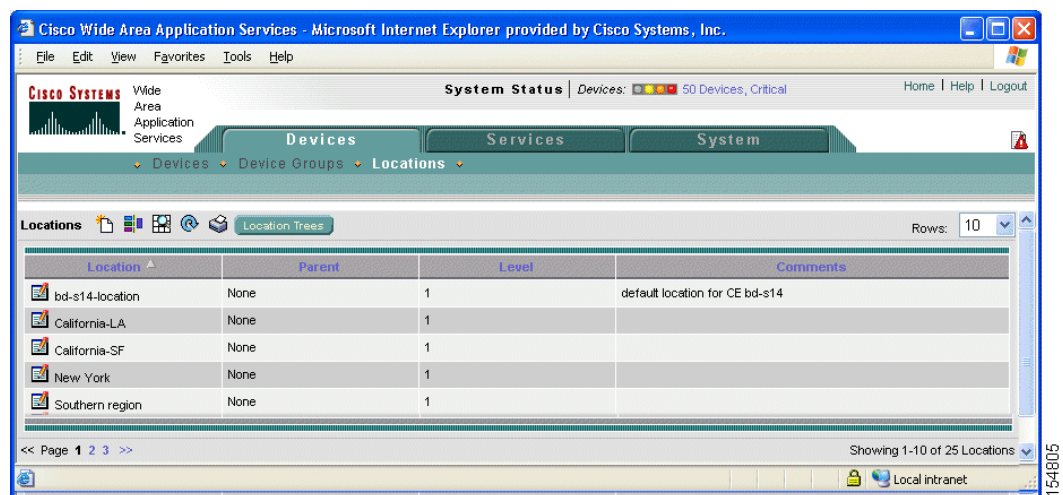 Cisco Wide Area Application Services - Microsoft Internet Explorer provided by Cisco Systems, Inc.
File Edit View Favorites Tools Help
CISCO SYSTEMS
Wide
Area
Application
Services
System Status | Devices: 50 Devices, Critical
Home | Help | Logout
Devices Services System
Devices Device Groups Locations
Locations Location Trees Rows: 10
Location Parent Level Comments
bd-s14-location None 1 default location for CE bd-s14
California-LA None 1
California-SF None 1
New York None 1
Southern region None 1
<< Page 1 2 3 >> Showing 1-10 of 25 Locations
Local intranet
154805